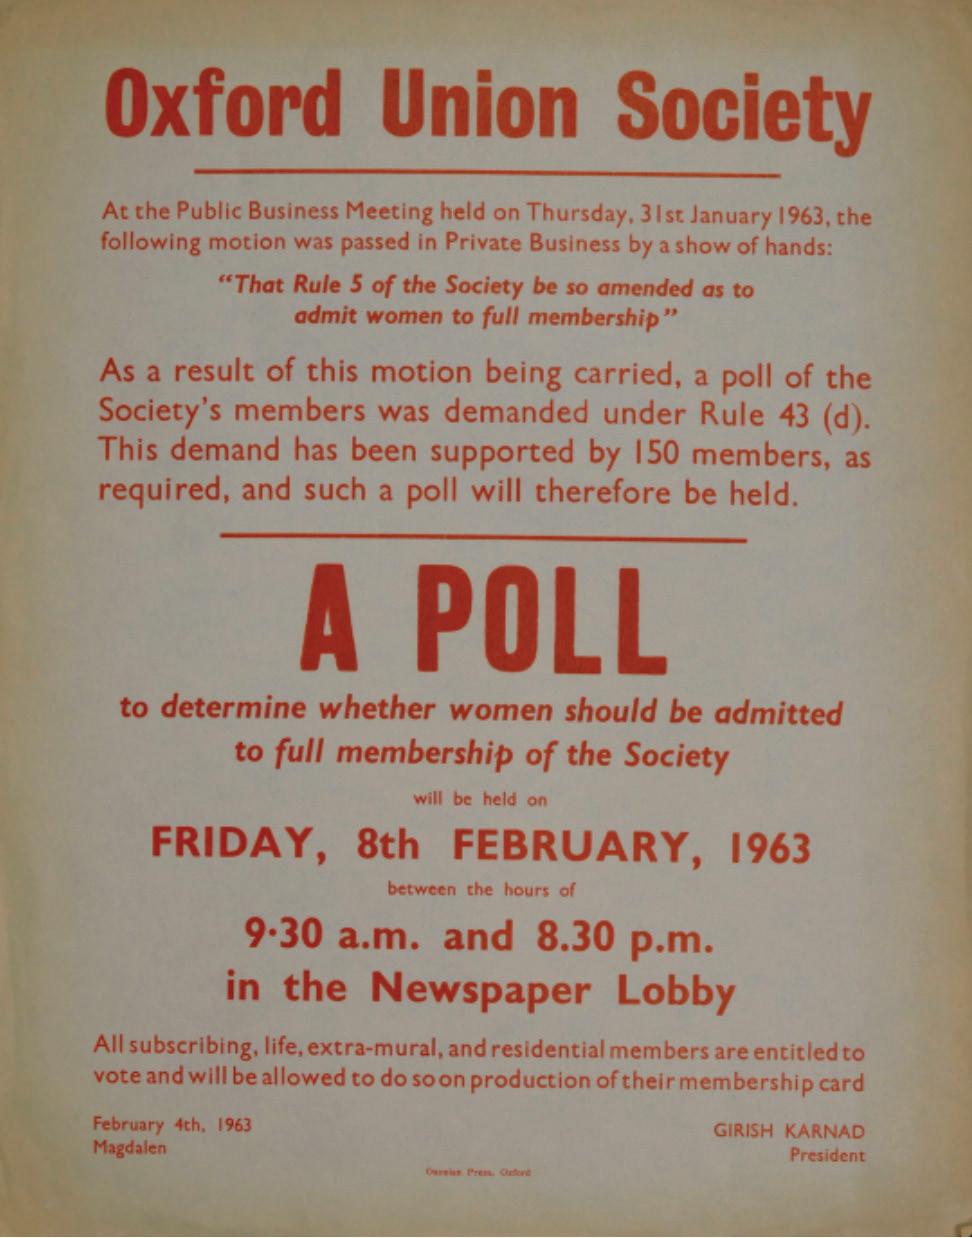 Oxford Union Society
At the Public Business Meeting held on Thursday, 31st January 1963, the
following motion was passed in Private Business by a show of hands:
“That Rule 5 of the Society be so amended as to
admit women to full membership”
As a result of this motion being carried, a poll of the
Society's members was demanded under Rule 43 (d).
This demand has been supported by 150 members, as
required, and such a poll will therefore be held.
A POLL
to determine whether women should be admitted
to full membership of the Society
will be held on
FRIDAY, 8th FEBRUARY, 1963
between the hours of
9·30 a.m. and 8.30 p.m.
in the Newspaper Lobby
All subscribing, life, extra-mural, and residential members are entitled to
vote and will be allowed to do so on production of their membership card
February 4th, 1963
Magdalen
GIRISH KARNAD
President
Press, Oxford